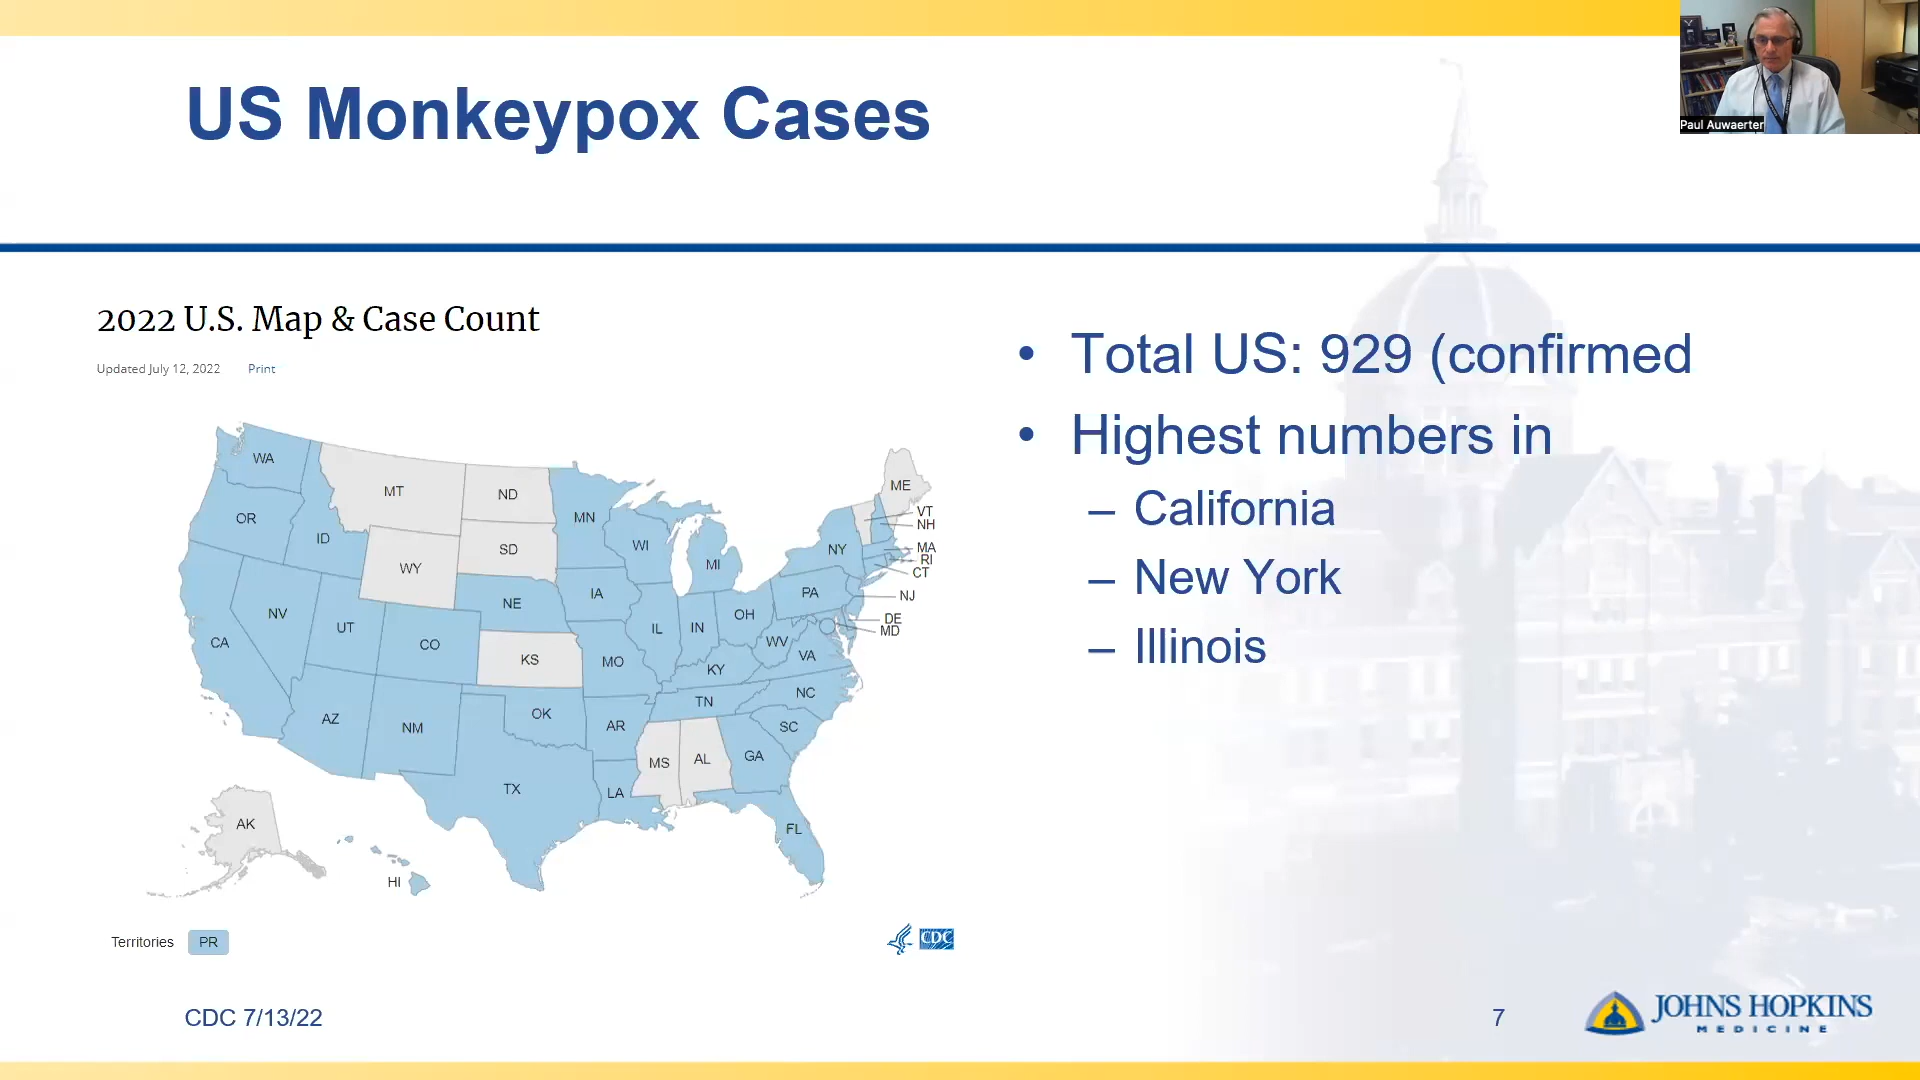 Paul Auwaerter
US Monkeypox Cases
2022 U.S. Map & Case Count
Updated July 12, 2022 Print
• Total US: 929 (confirmed
• Highest numbers in
– California
– New York
– Illinois
WA
MT
ND
MN
ME
VT
NH
OR
ID
SD
WI
MI
NY
MA
RI
CT
WY
NE
IA
PA
NJ
NV
UT
CO
IL
IN
OH
DE
MD
CA
KS
MO
KY
WV
VA
AZ
NM
OK
AR
TN
NC
SC
MS
AL
GA
TX
LA
FL
AK
HI
Territories PR
CDC
CDC 7/13/22
7
JOHNS HOPKINS
MEDICINE